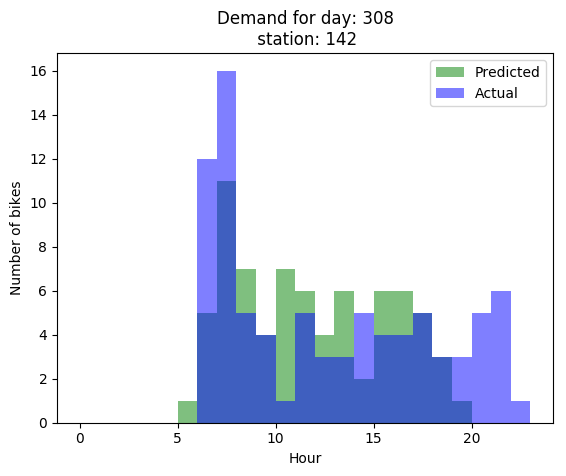 Demand for day: 308
station: 142
Predicted
Actual
Number of bikes
16
14
12
10
8
6
4
2
0
0 5 10 15 20
Hour